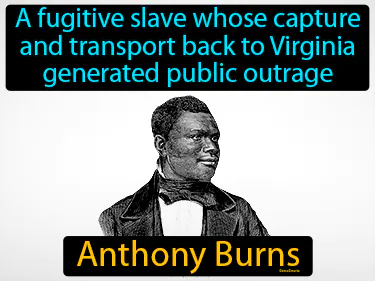 A fugitive slave whose capture
and transport back to Virginia
generated public outrage
Anthony Burns